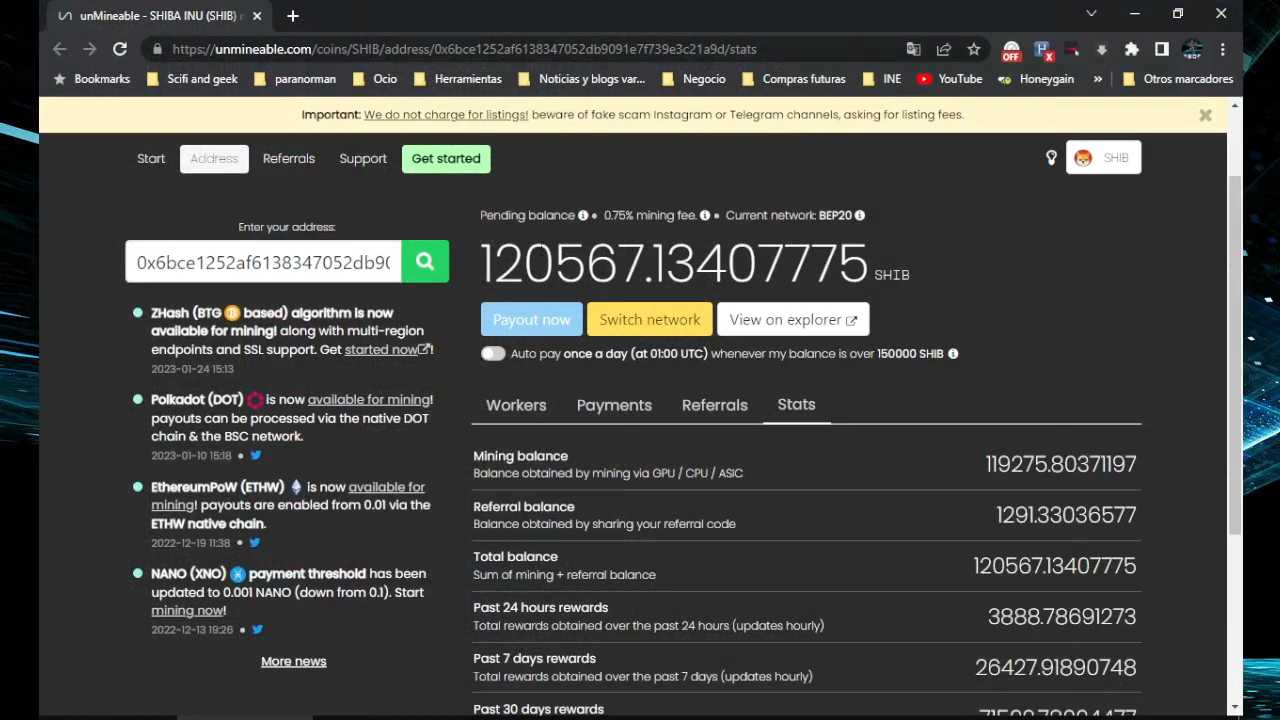 unMineable - SHIBA INU (SHIB)
https://unmineable.com/coins/SHIB/address/0x6bce1252af6138347052db9091e7f739e3c21a9d/stats
OFF
Bookmarks
Scifi and geek
paranorman
Ocio
Herramientas
Noticias y blogs var...
Negocio
Compras futuras
INE
YouTube
Honeygain
»
Otros marcadores
Important: We do not charge for listings! beware of fake scam Instagram or Telegram channels, asking for listing fees.
Start
Address
Referrals
Support
Get started
SHIB
Enter your address:
0x6bce1252af6138347052db9(
ZHash (BTG based) algorithm is now
available for mining! along with multi-region
endpoints and SSL support. Get started now!
2023-01-24 15:13
Polkadot (DOT) is now available for mining!
payouts can be processed via the native DOT
chain & the BSC network.
2023-01-10 15:18 •
EthereumPoW (ETHW) is now available for
mining! payouts are enabled from 0.01 via the
ETHW native chain.
2022-12-19 11:38 •
NANO (XNO) payment threshold has been
updated to 0.001 NANO (down from 0.1). Start
mining now!
2022-12-13 19:26 •
More news
Pending balance • 0.75% mining fee. • Current network: BEP20
120567.13407775 SHIB
Payout now
Switch network
View on explorer
Auto pay once a day (at 01:00 UTC) whenever my balance is over 150000 SHIB
Workers
Payments
Referrals
Stats
Mining balance
Balance obtained by mining via GPU / CPU / ASIC
119275.80371197
Referral balance
Balance obtained by sharing your referral code
1291.33036577
Total balance
Sum of mining + referral balance
120567.13407775
Past 24 hours rewards
Total rewards obtained over the past 24 hours (updates hourly)
3888.78691273
Past 7 days rewards
Total rewards obtained over the past 7 days (updates hourly)
26427.91890748
Past 30 days rewards